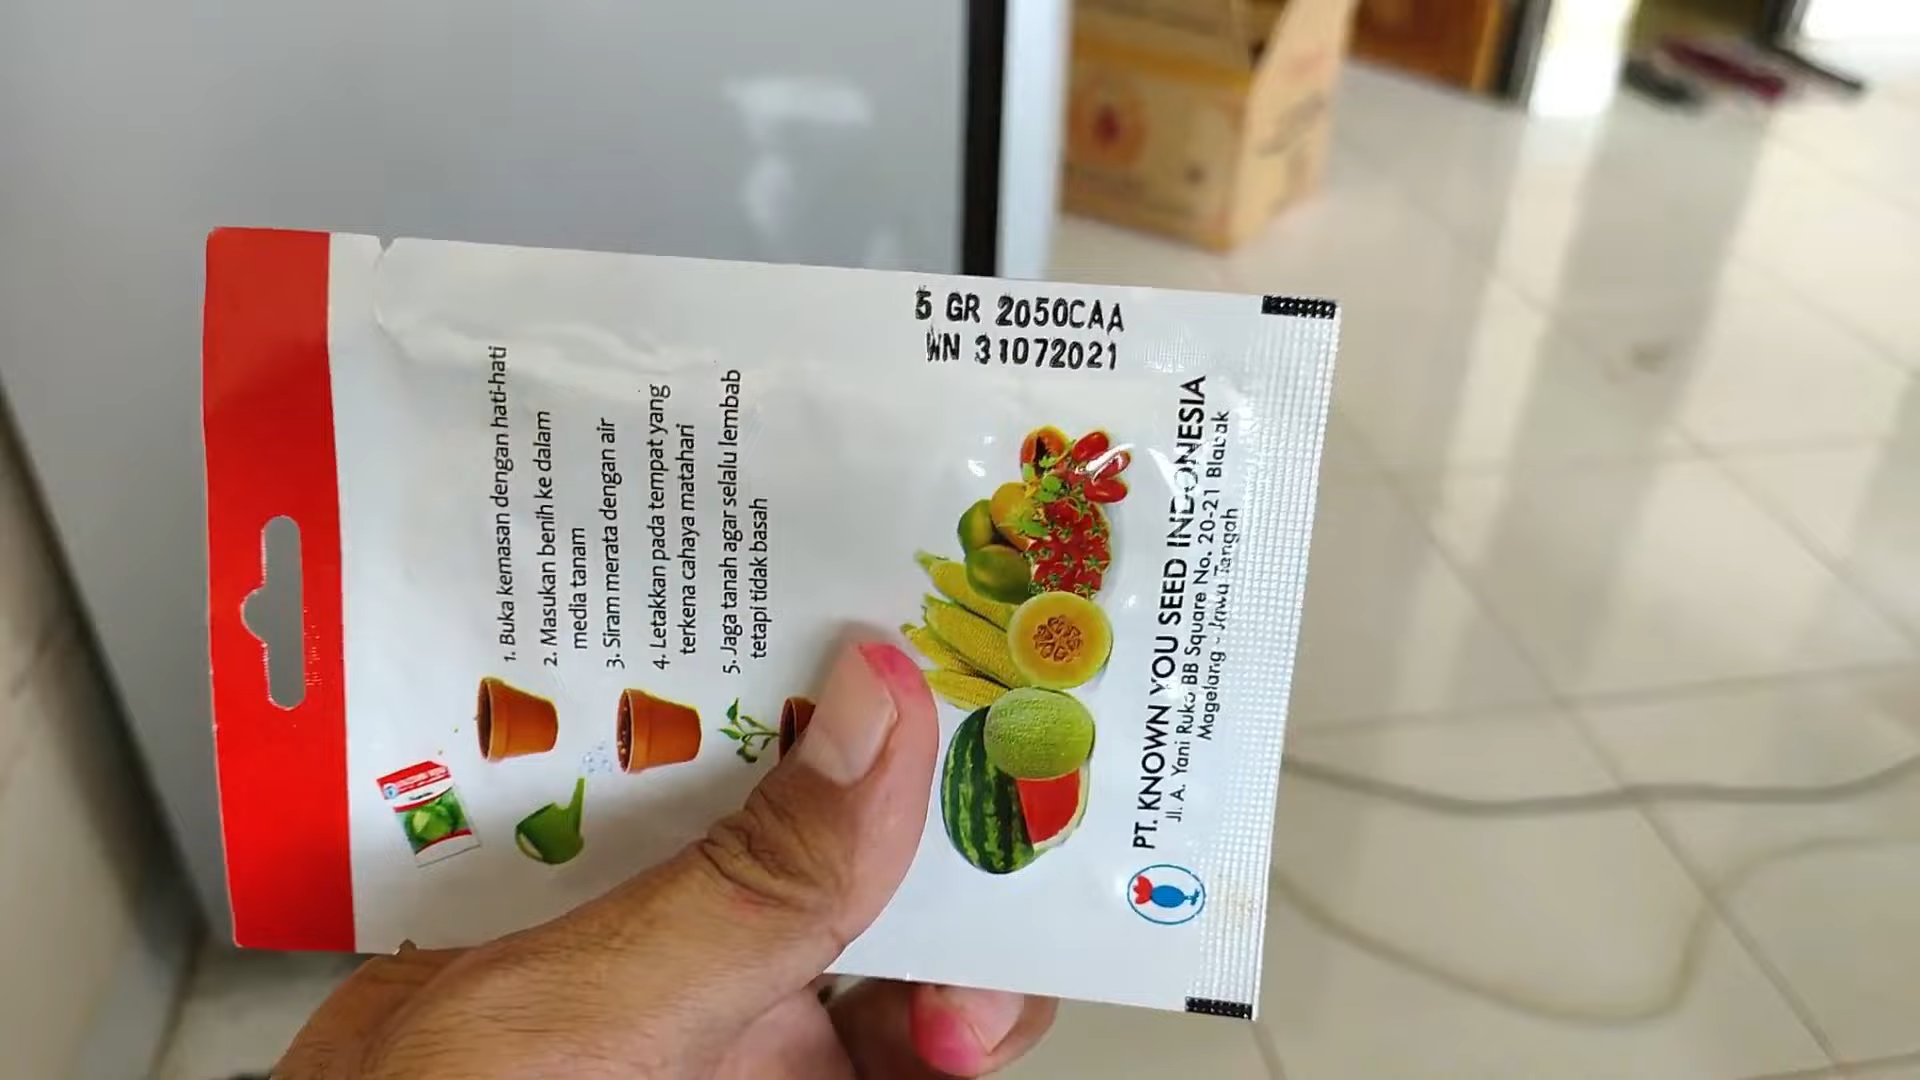 5 GR 2050CAA
WN 31072021
1. Buka kemasan dengan hati-hati
2. Masukan benih ke dalam
media tanam
3. Siram merata dengan air
4. Letakkan pada tempat yang
terkena cahaya matahari
5. Jaga tanah agar selalu lembab
tetapi tidak basah
PT. KNOWN YOU SEED INDONESIA
Jl. A. Yani Ruko BB Square No. 20-21 Blabak
Magelang - Jawa Tengah